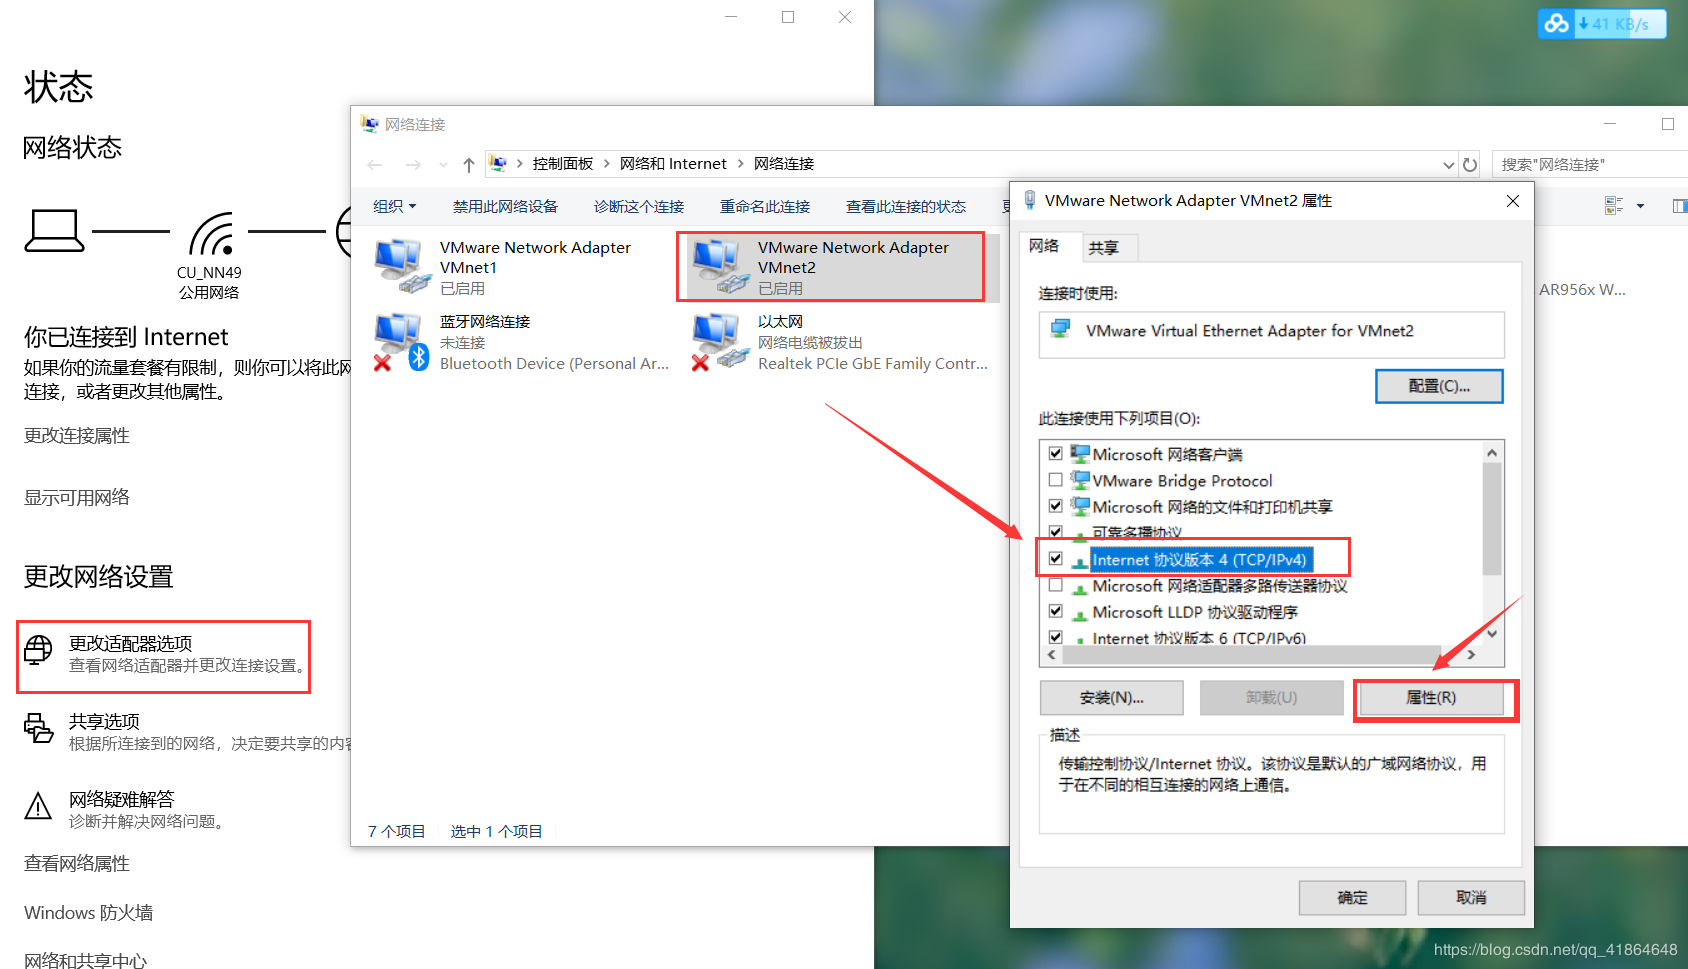 41 KB/s
状态
网络状态
CU_NN49
公用网络
你已连接到 Internet
如果你的流量套餐有限制，则你可以将此网
连接，或者更改其他属性。
更改连接属性
显示可用网络
更改网络设置
更改适配器选项
查看网络适配器并更改连接设置。
共享选项
根据所连接到的网络，决定要共享的内容
网络疑难解答
诊断并解决网络问题。
查看网络属性
Windows 防火墙
网络和共享中心
网络连接
控制面板 > 网络和 Internet > 网络连接
搜索"网络连接"
组织 禁用此网络设备 诊断这个连接 重命名此连接 查看此连接的状态
VMware Network Adapter
VMnet1
已启用
VMware Network Adapter
VMnet2
已启用
蓝牙网络连接
未连接
Bluetooth Device (Personal Ar...
以太网
网络电缆被拔出
Realtek PCIe GbE Family Contr...
AR956x W...
7 个项目 选中 1 个项目
VMware Network Adapter VMnet2 属性
网络 共享
连接时使用:
VMware Virtual Ethernet Adapter for VMnet2
配置(C)...
此连接使用下列项目(O):
Microsoft 网络客户端
VMware Bridge Protocol
Microsoft 网络的文件和打印机共享
可靠多播协议
Internet 协议版本 4 (TCP/IPv4)
Microsoft 网络适配器多路传送器协议
Microsoft LLDP 协议驱动程序
Internet 协议版本 6 (TCP/IPv6)
安装(N)... 卸载(U) 属性(R)
描述
传输控制协议/Internet 协议。该协议是默认的广域网络协议，用
于在不同的相互连接的网络上通信。
确定 取消
https://blog.csdn.net/qq_41864648